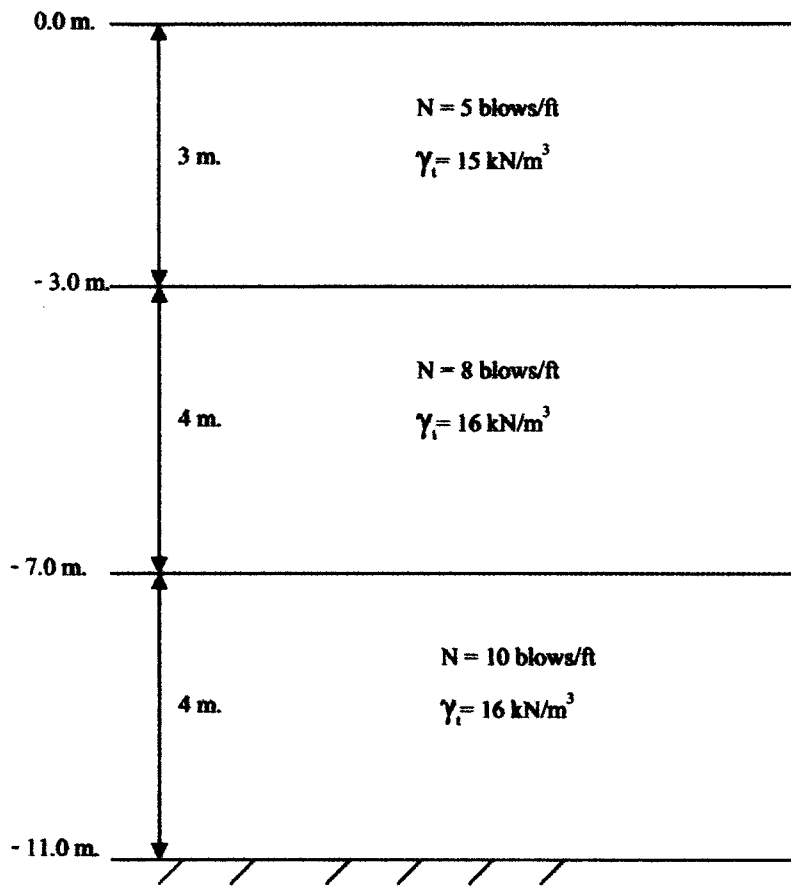 0.0 m.
N = 5 blows/ft
3 m.
γt= 15 kN/m³
- 3.0 m.
N = 8 blows/ft
4 m.
γt= 16 kN/m³
- 7.0 m.
N = 10 blows/ft
4 m.
γt= 16 kN/m³
- 11.0 m.